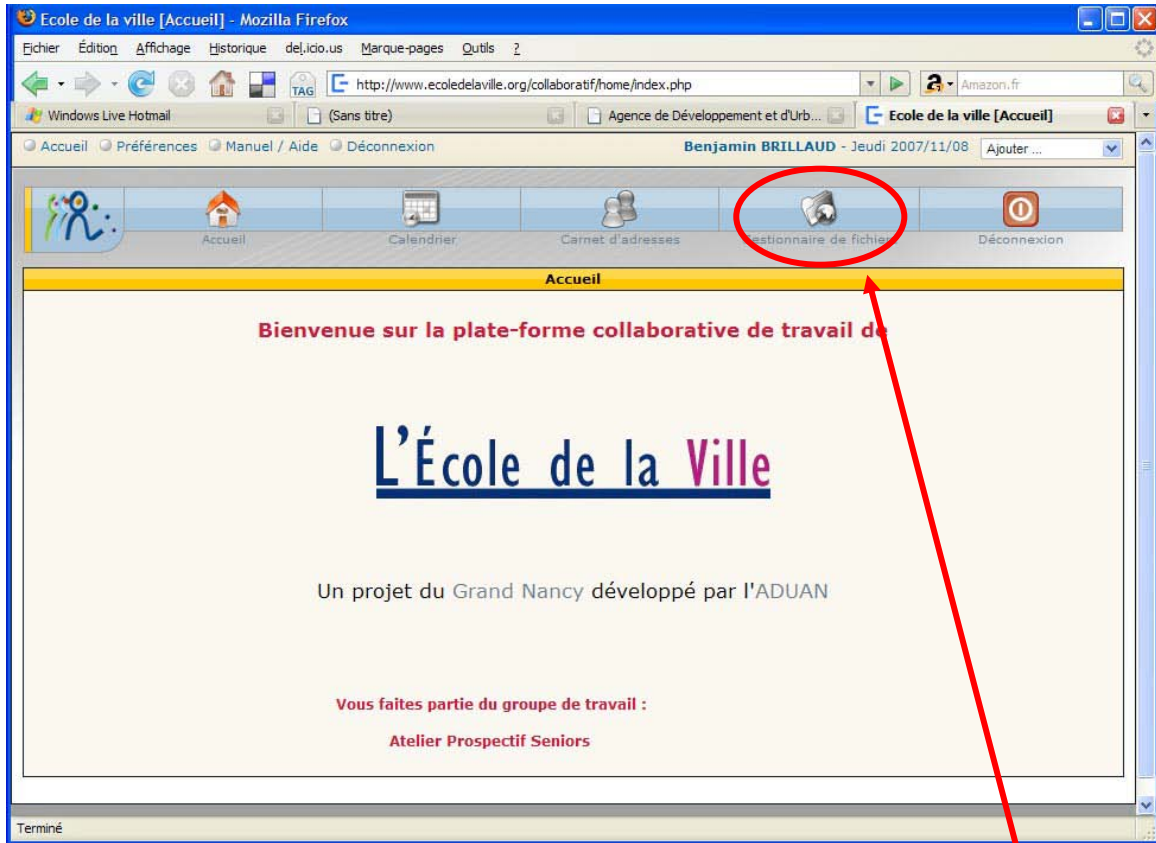 Ecole de la ville [Accueil] - Mozilla Firefox
Fichier Édition Affichage Historique del.icio.us Marque-pages Outils ?
TAG http://www.ecoledelaville.org/collaboratif/home/index.php Amazon.fr
Windows Live Hotmail (Sans titre) Agence de Développement et d'Urb... Ecole de la ville [Accueil]
Accueil Préférences Manuel / Aide Déconnexion Benjamin BRILLAUD - Jeudi 2007/11/08 Ajouter ...
Accueil Calendrier Carnet d'adresses Gestionnaire de fichiers Déconnexion
Accueil
Bienvenue sur la plate-forme collaborative de travail de
L'École de la Ville
Un projet du Grand Nancy développé par l'ADUAN
Vous faites partie du groupe de travail :
Atelier Prospectif Seniors
Terminé